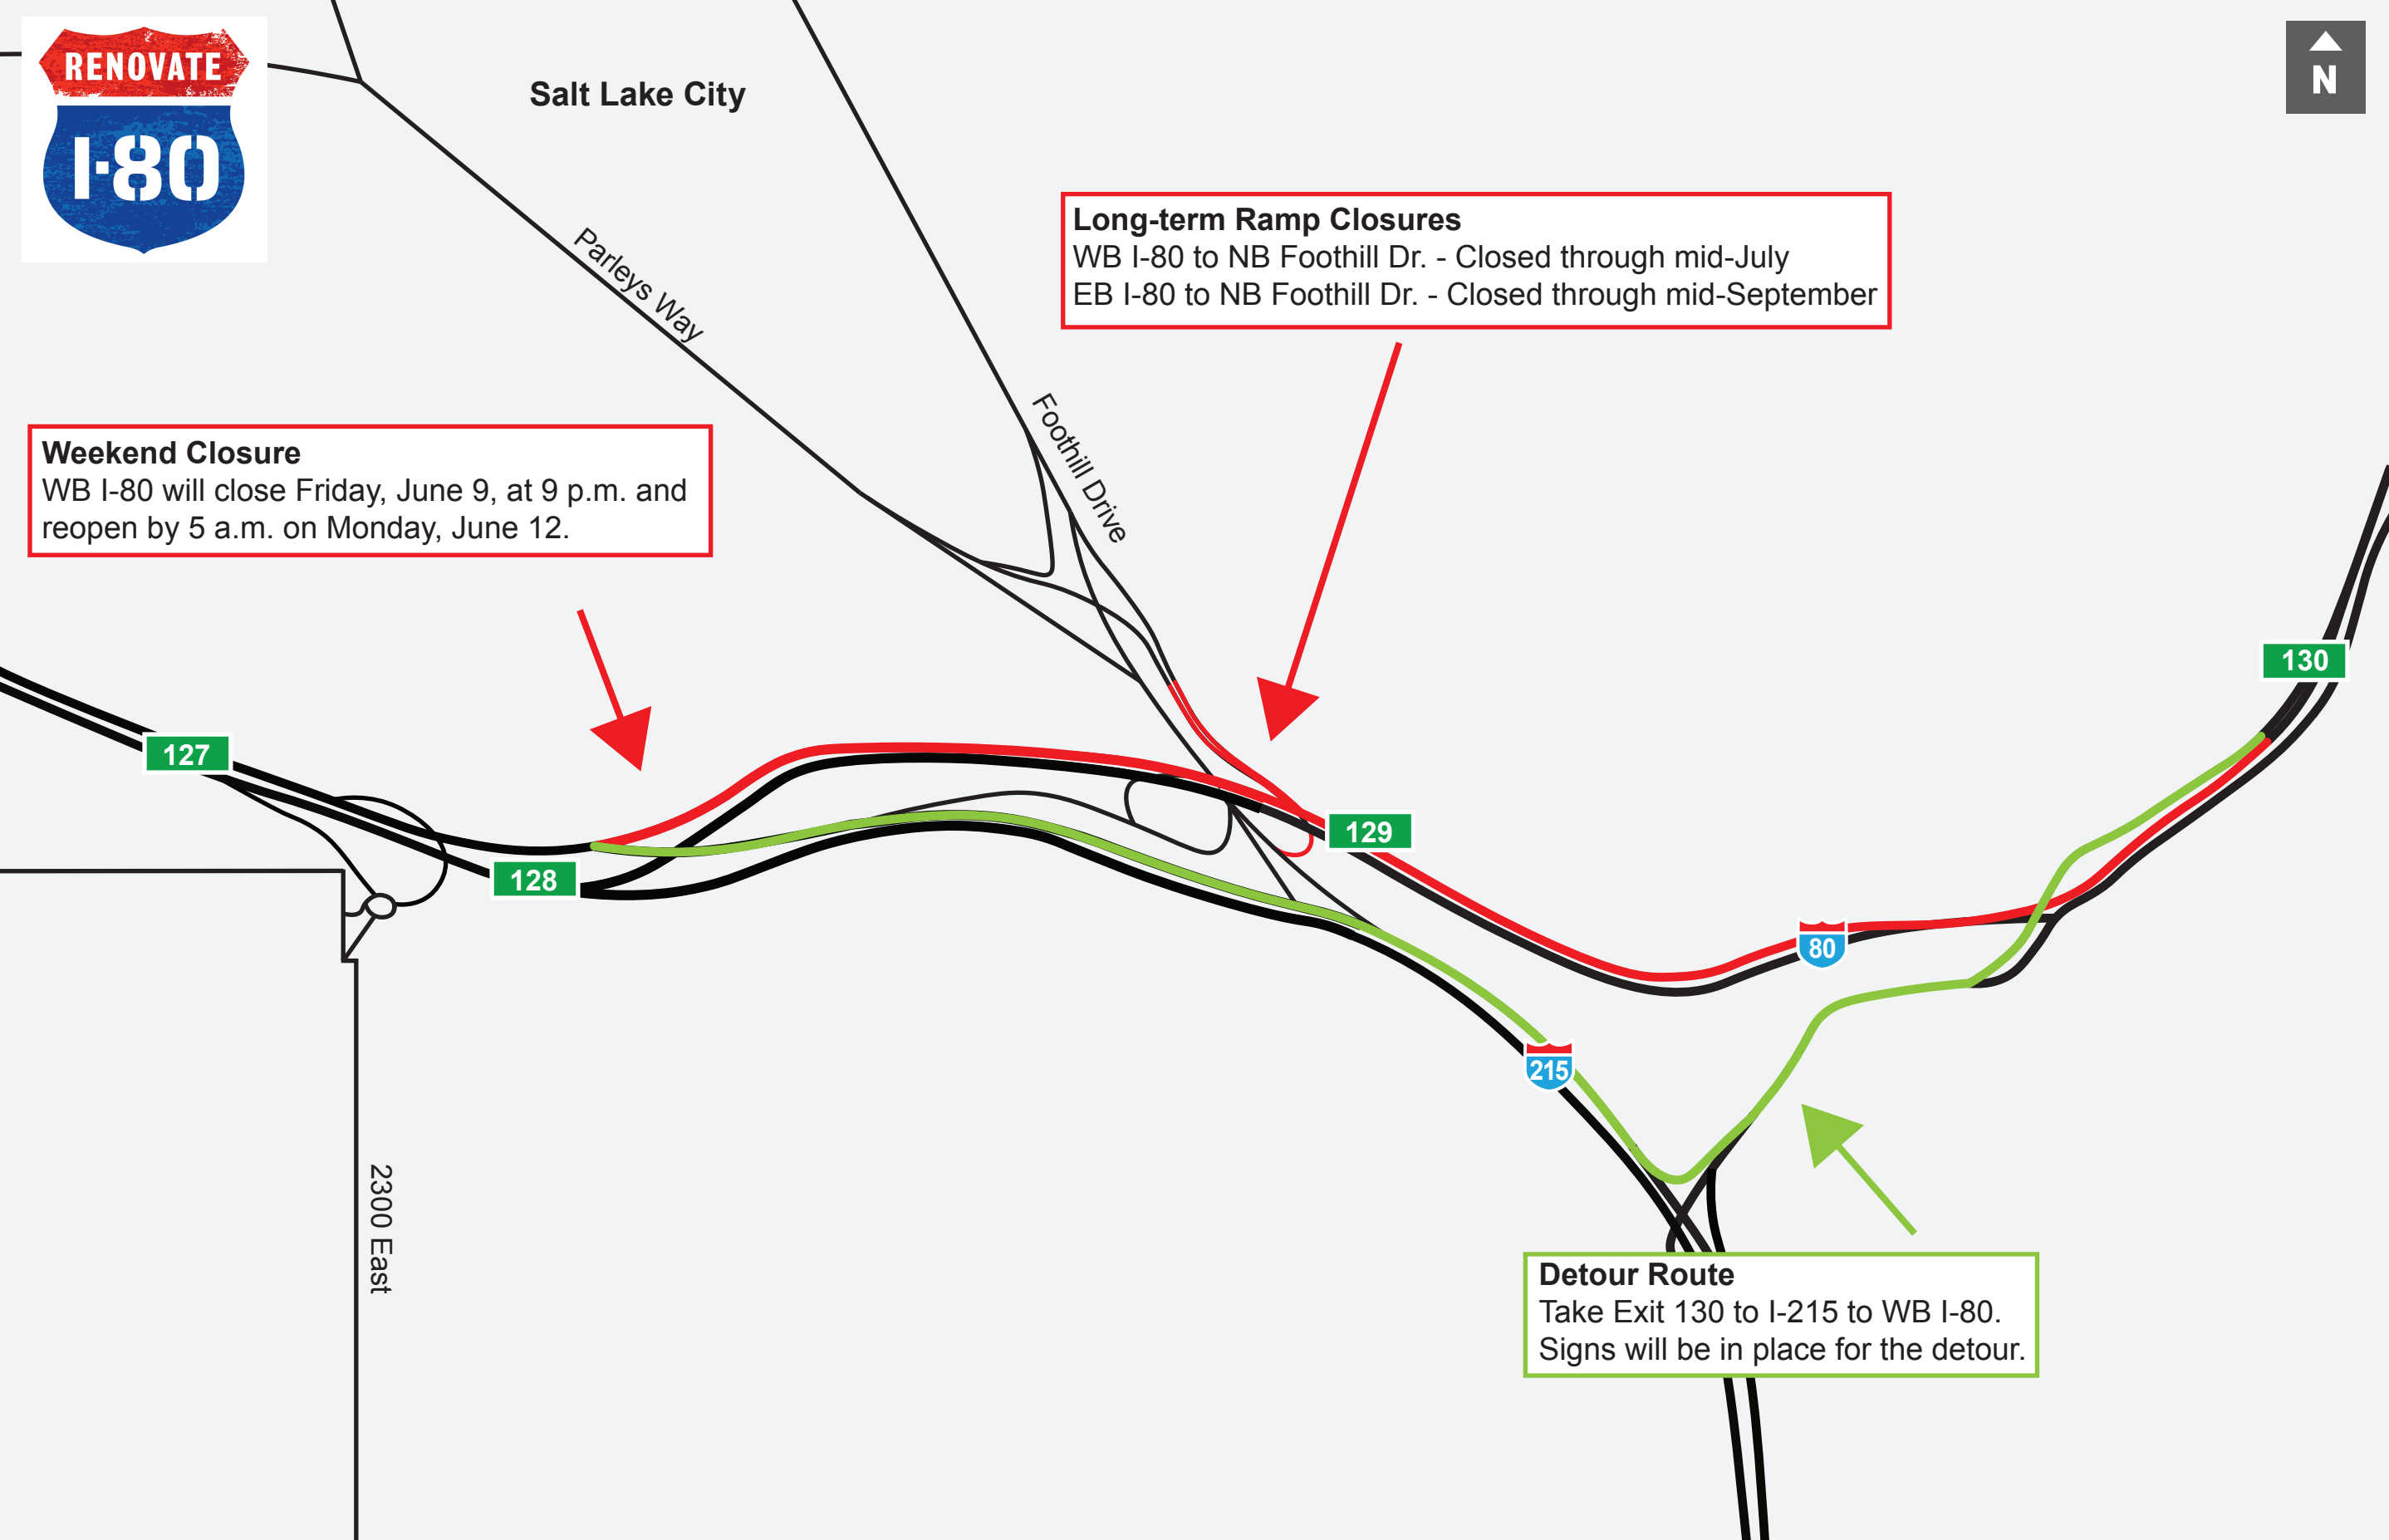 RENOVATE
I-80
Salt Lake City
N
Parleys Way
Foothill Drive
Long-term Ramp Closures
WB I-80 to NB Foothill Dr. - Closed through mid-July
EB I-80 to NB Foothill Dr. - Closed through mid-September
Weekend Closure
WB I-80 will close Friday, June 9, at 9 p.m. and
reopen by 5 a.m. on Monday, June 12.
130
127
129
128
80
215
2300 East
Detour Route
Take Exit 130 to I-215 to WB I-80.
Signs will be in place for the detour.